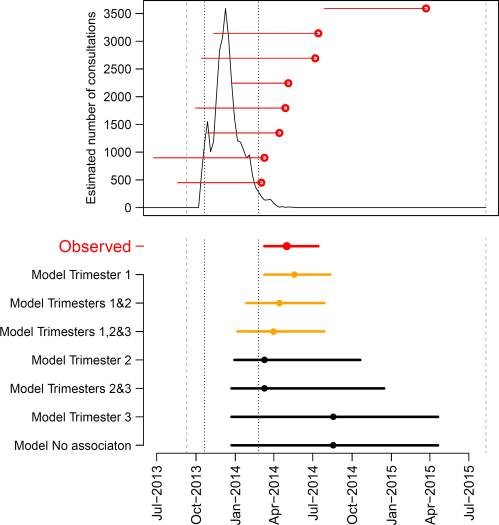 Estimated number of consultations
3500
3000
2500
2000
1500
1000
500
0
Observed
Model Trimester 1
Model Trimesters 1&2
Model Trimesters 1,2&3
Model Trimester 2
Model Trimesters 2&3
Model Trimester 3
Model No associaton
Jul-2013
Oct-2013
Jan-2014
Apr-2014
Jul-2014
Oct-2014
Jan-2015
Apr-2015
Jul-2015